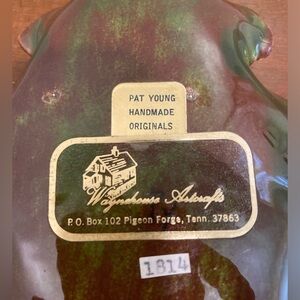 PAT YOUNG
HANDMADE
ORIGINALS
Waynehouse Artcrafts
P.O. Box 102 Pigeon Forge, Tenn. 37863
1814